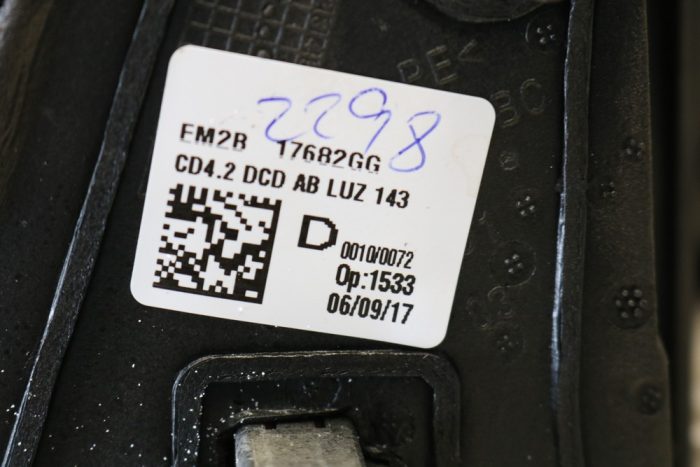 2298
EM2B 17682GG
CD4.2 DCD AB LUZ 143
D 0010/0072
Op:1533
06/09/17